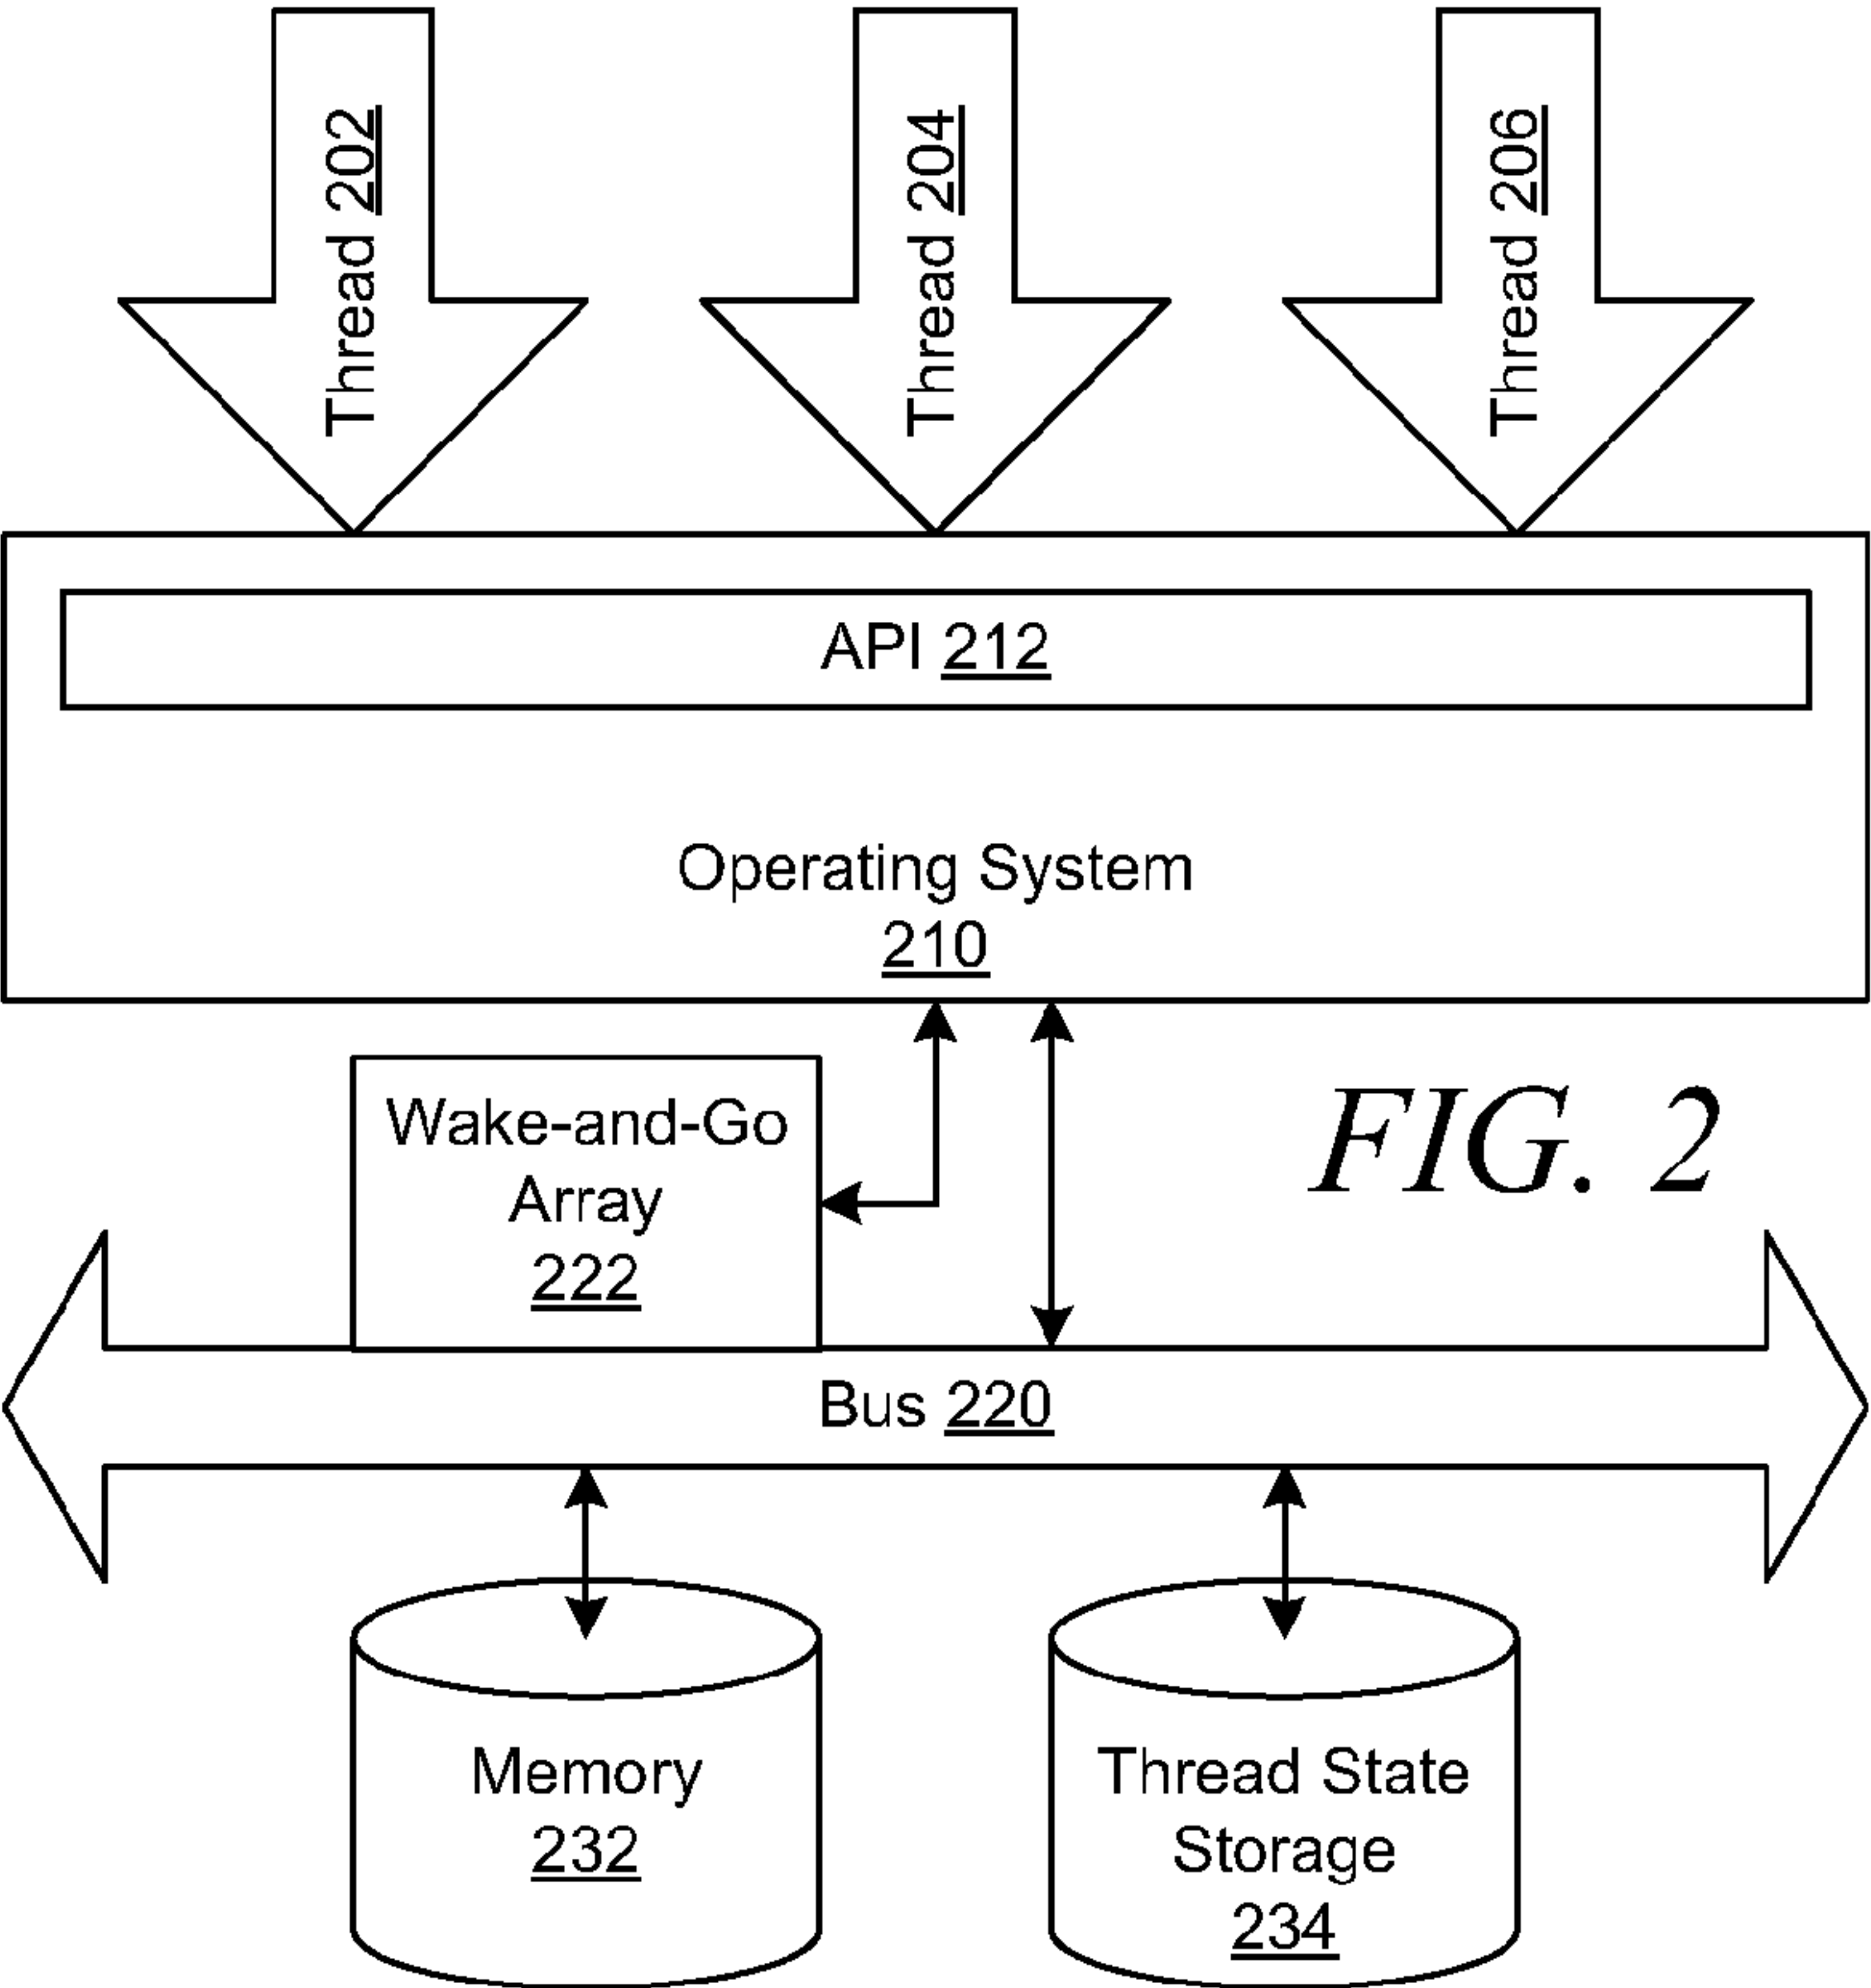 Thread 202
Thread 204
Thread 206
API 212
Operating System
210
Wake-and-Go
Array
222
FIG. 2
Bus 220
Memory
232
Thread State
Storage
234